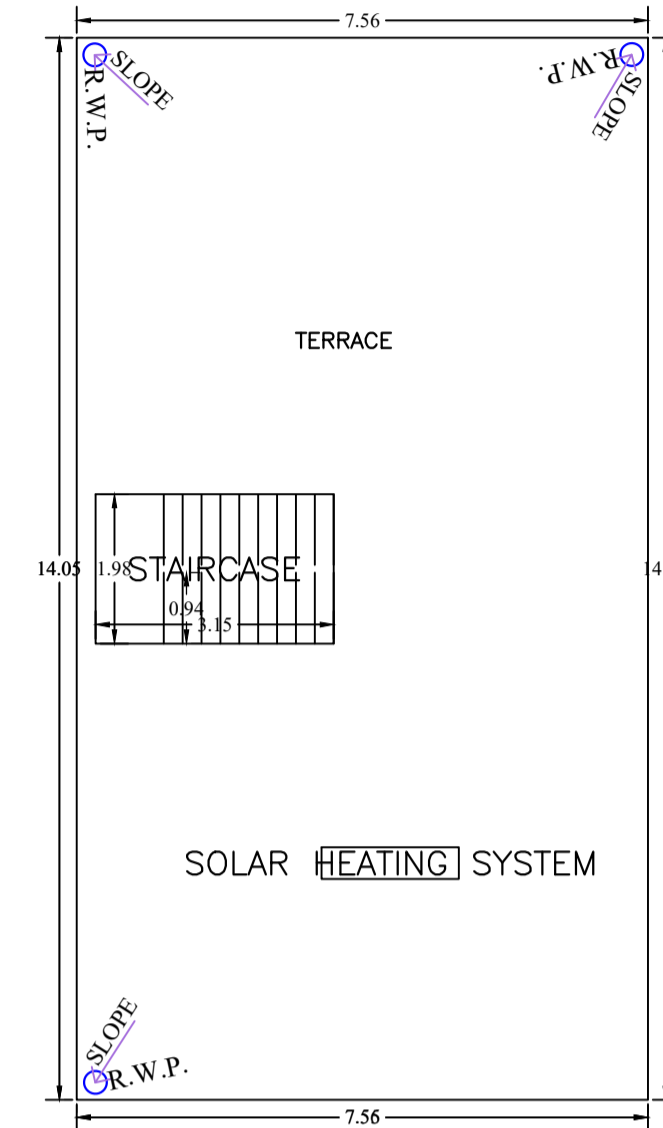 7.56
SLOPE
R.W.P.
R.W.P.
SLOPE
TERRACE
14.05
1.98
STAIRCASE
14
0.94
3.15
SOLAR HEATING SYSTEM
SLOPE
R.W.P.
7.56